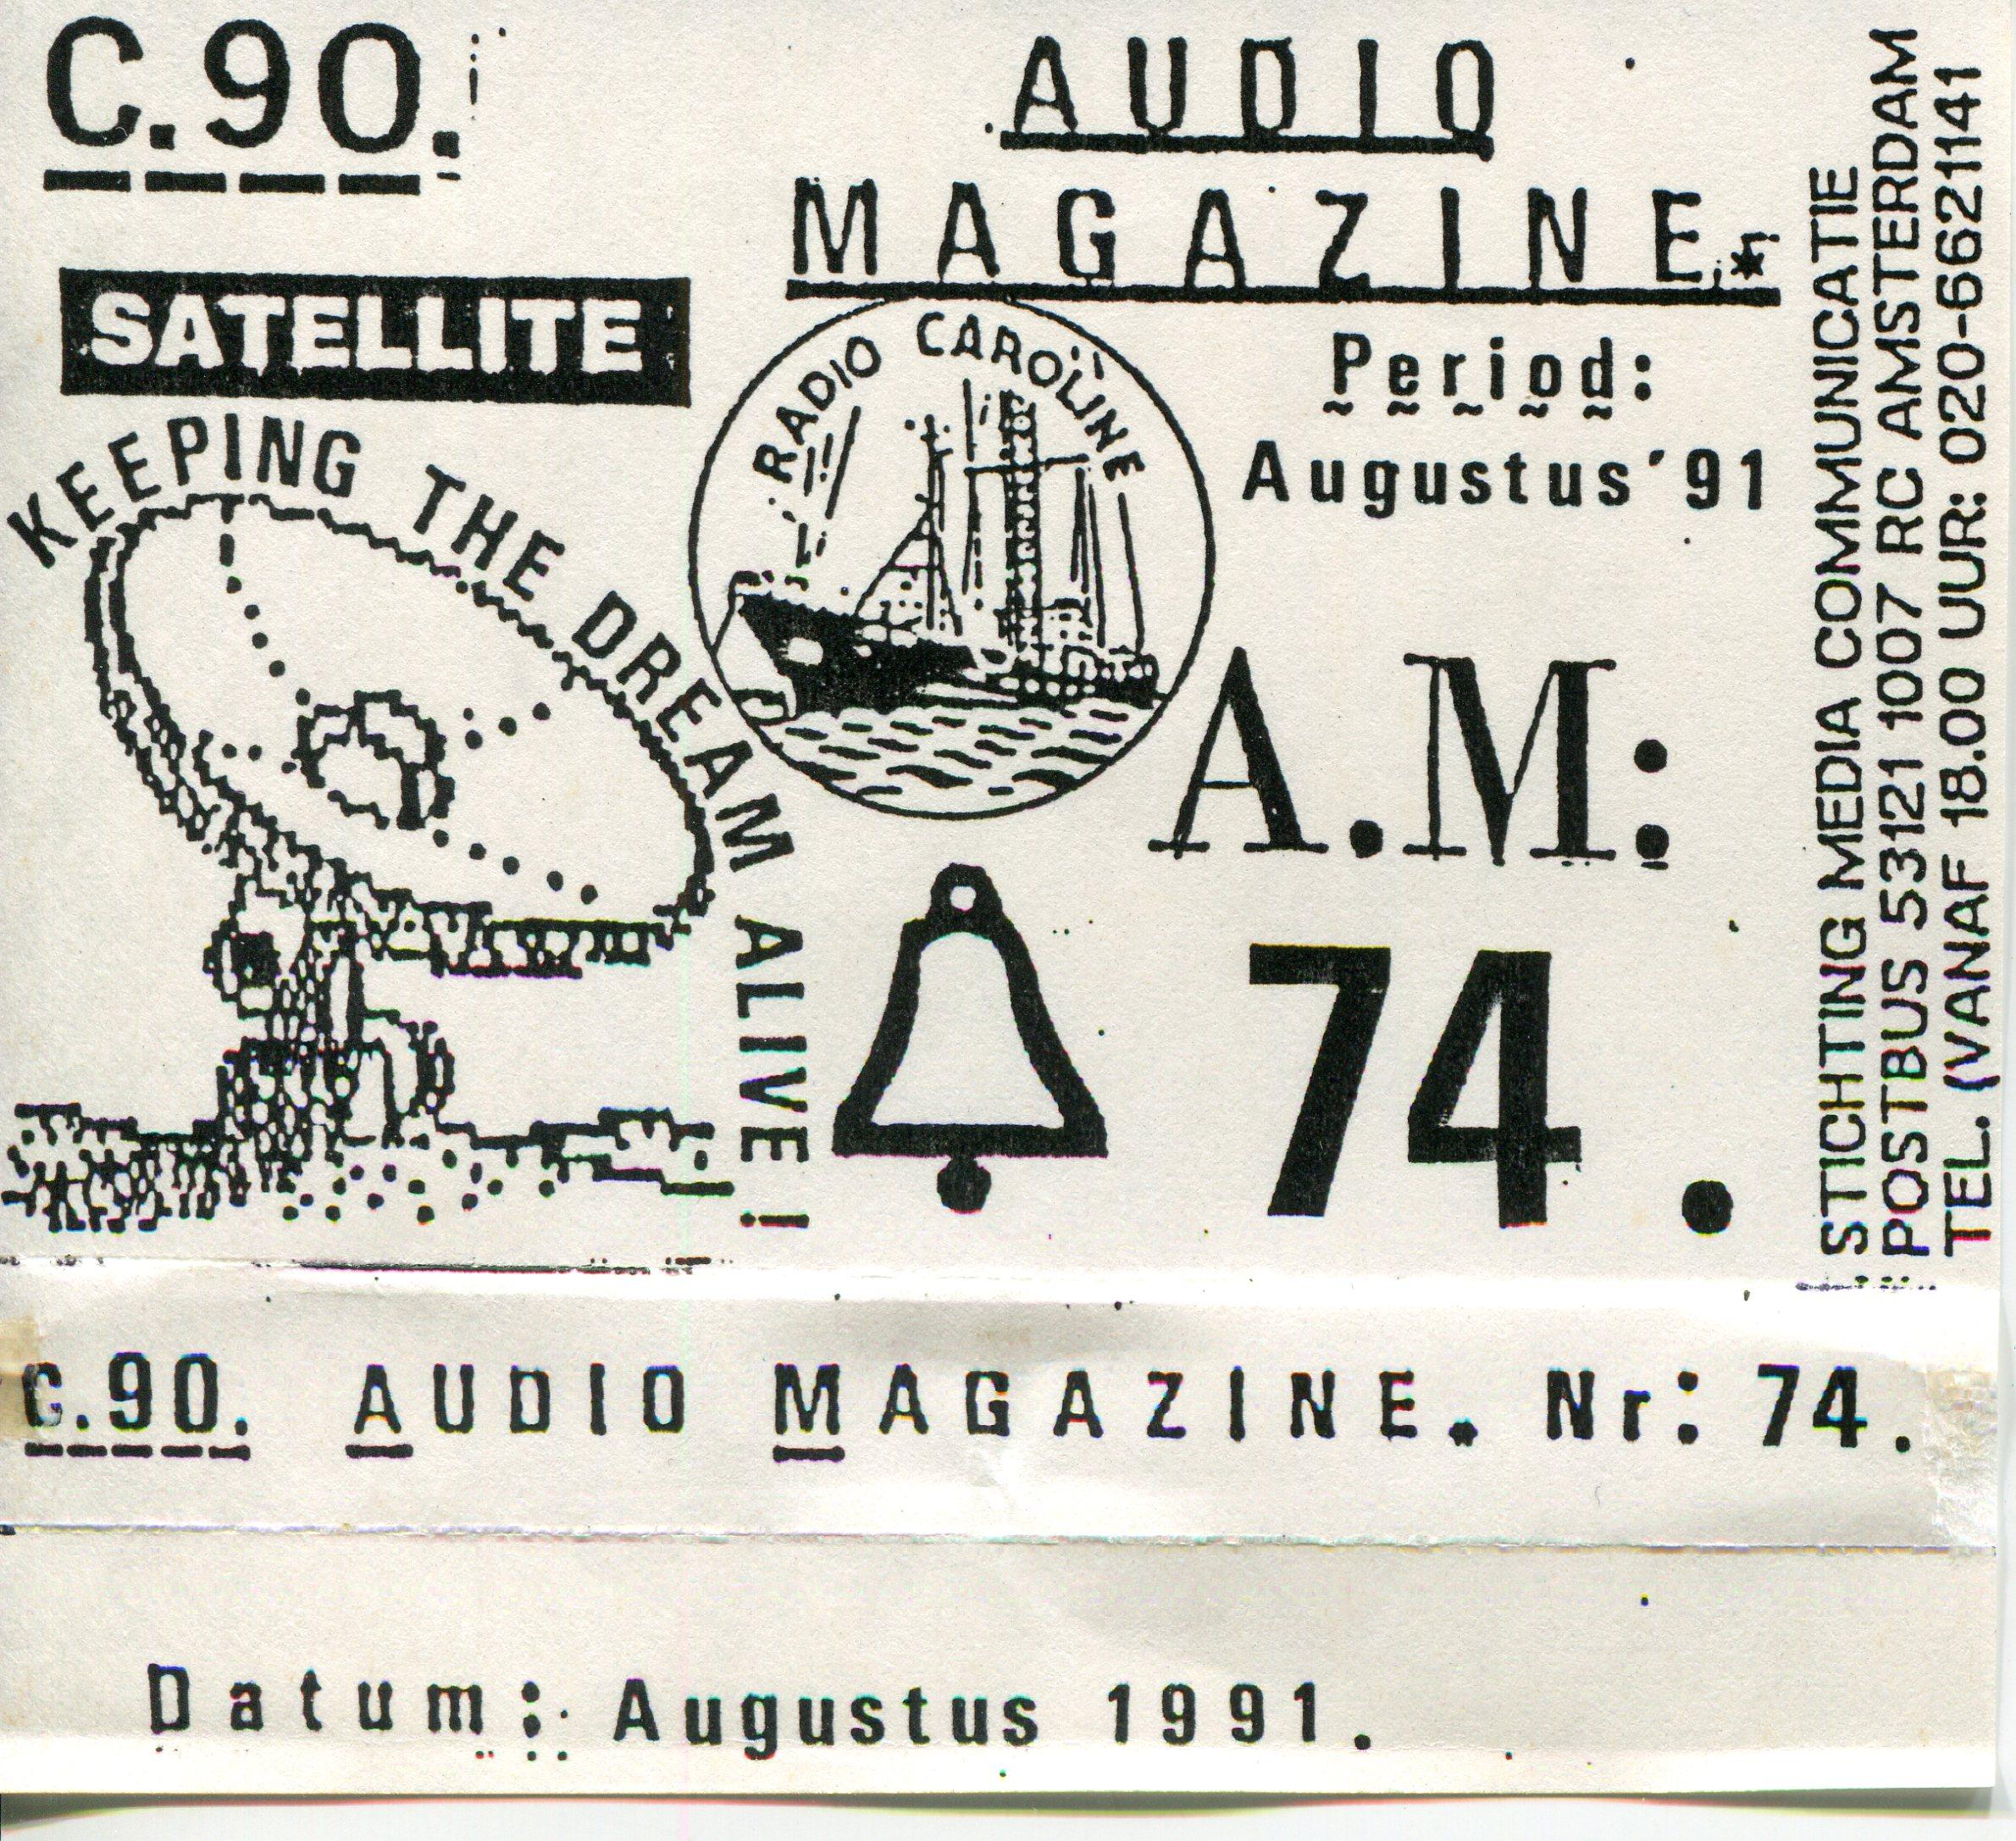 C.90.
AUDIO
MAGAZINE.*
SATELLITE
KEEPING THE DREAM ALIVE!
RADIO CAROLINE
Period:
Augustus'91
A.M:
74.
STICHTING MEDIA COMMUNICATIE
POSTBUS 53121 1007 RC AMSTERDAM
TEL. (VANAF 18.00 UUR: 020-6621141
C.90. AUDIO MAGAZINE. Nr: 74.
Datum: Augustus 1991.